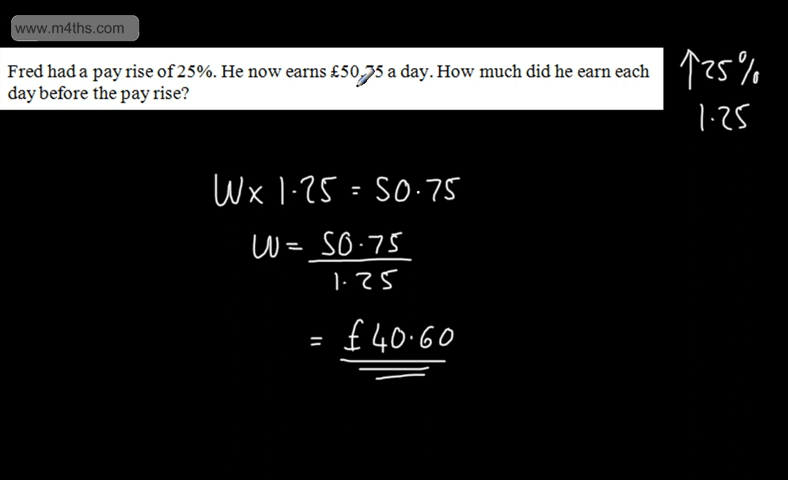 www.m4ths.com
Fred had a pay rise of 25%. He now earns £50.75 a day. How much did he earn each
day before the pay rise?
↑25%
1.25
W× 1.25 = 50.75
W = 50.75
1.25
= £40.60